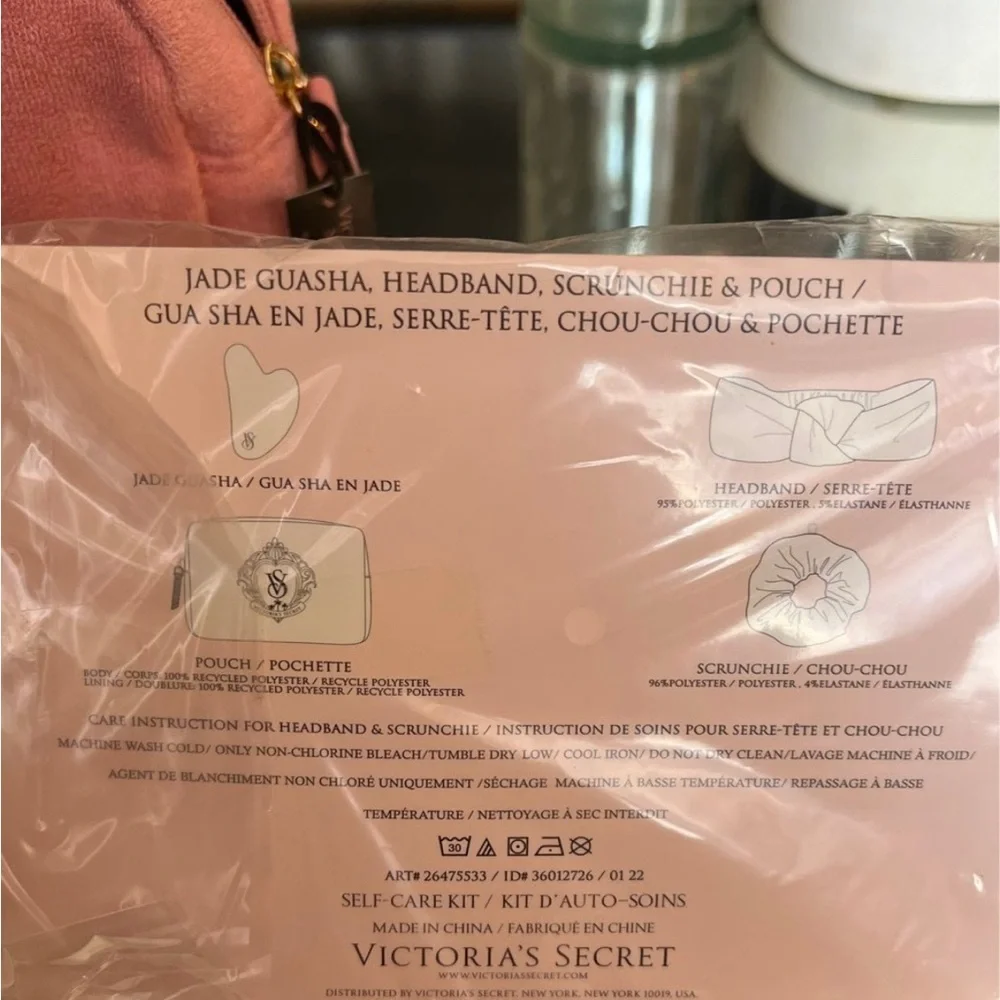 JADE GUASHA, HEADBAND, SCRUNCHIE & POUCH /
GUA SHA EN JADE, SERRE-TÊTE, CHOU-CHOU & POCHETTE
VS
JADE GUASHA / GUA SHA EN JADE
HEADBAND / SERRE-TÊTE
95%POLYESTER / POLYESTER , 5%ELASTANE / ÉLASTHANNE
VS
POUCH / POCHETTE
BODY / CORPS: 100% RECYCLED POLYESTER / RECYCLE POLYESTER
LINING / DOUBLURE: 100% RECYCLED POLYESTER / RECYCLE POLYESTER
SCRUNCHIE / CHOU-CHOU
96%POLYESTER / POLYESTER , 4%ELASTANE / ÉLASTHANNE
CARE INSTRUCTION FOR HEADBAND & SCRUNCHIE / INSTRUCTION DE SOINS POUR SERRE-TÊTE ET CHOU-CHOU
MACHINE WASH COLD/ ONLY NON-CHLORINE BLEACH/TUMBLE DRY LOW/ COOL IRON/ DO NOT DRY CLEAN/LAVAGE MACHINE À FROID/
AGENT DE BLANCHIMENT NON CHLORÉ UNIQUEMENT /SÉCHAGE MACHINE À BASSE TEMPÉRATURE/ REPASSAGE À BASSE
TEMPÉRATURE / NETTOYAGE À SEC INTERDIT
30
ART# 26475533 / ID# 36012726 / 01 22
SELF-CARE KIT / KIT D'AUTO-SOINS
MADE IN CHINA / FABRIQUÉ EN CHINE
VICTORIA'S SECRET
WWW.VICTORIASSECRET.COM
DISTRIBUTED BY VICTORIA'S SECRET, NEW YORK, NEW YORK 10019, USA